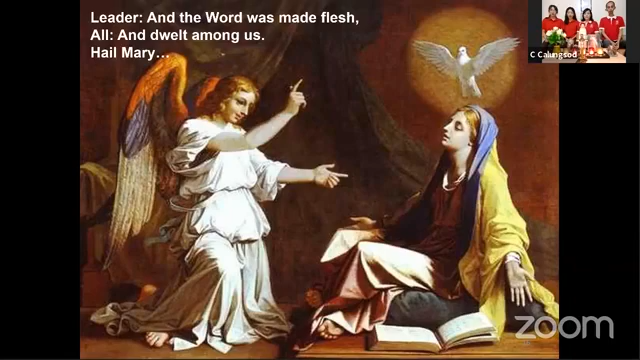 Leader: And the Word was made flesh,
All: And dwelt among us.
Hail Mary…
C Calungsod
zoom